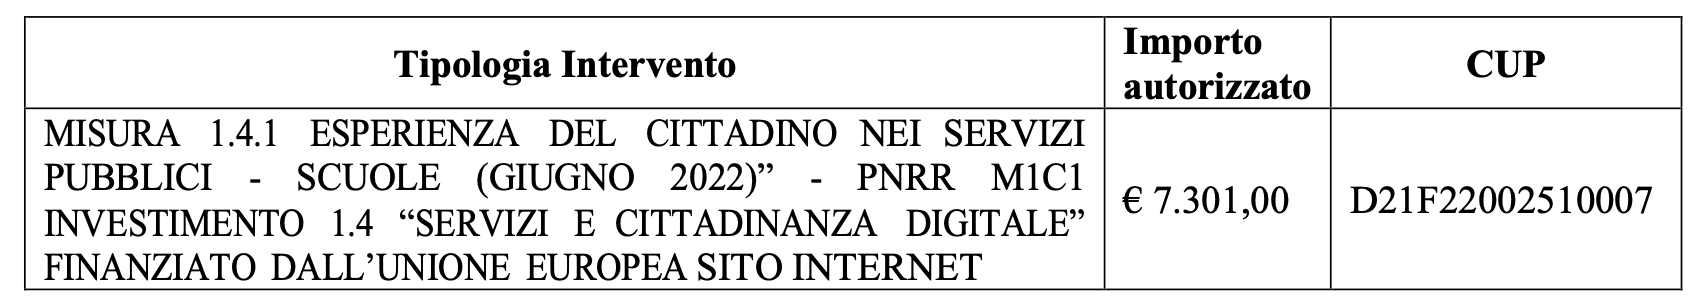 Tipologia Intervento
Importo
autorizzato
CUP
MISURA 1.4.1 ESPERIENZA DEL CITTADINO NEI SERVIZI
PUBBLICI - SCUOLE (GIUGNO 2022)” - PNRR M1C1
INVESTIMENTO 1.4 “SERVIZI E CITTADINANZA DIGITALE”
FINANZIATO DALL’UNIONE EUROPEA SITO INTERNET
€ 7.301,00
D21F22002510007